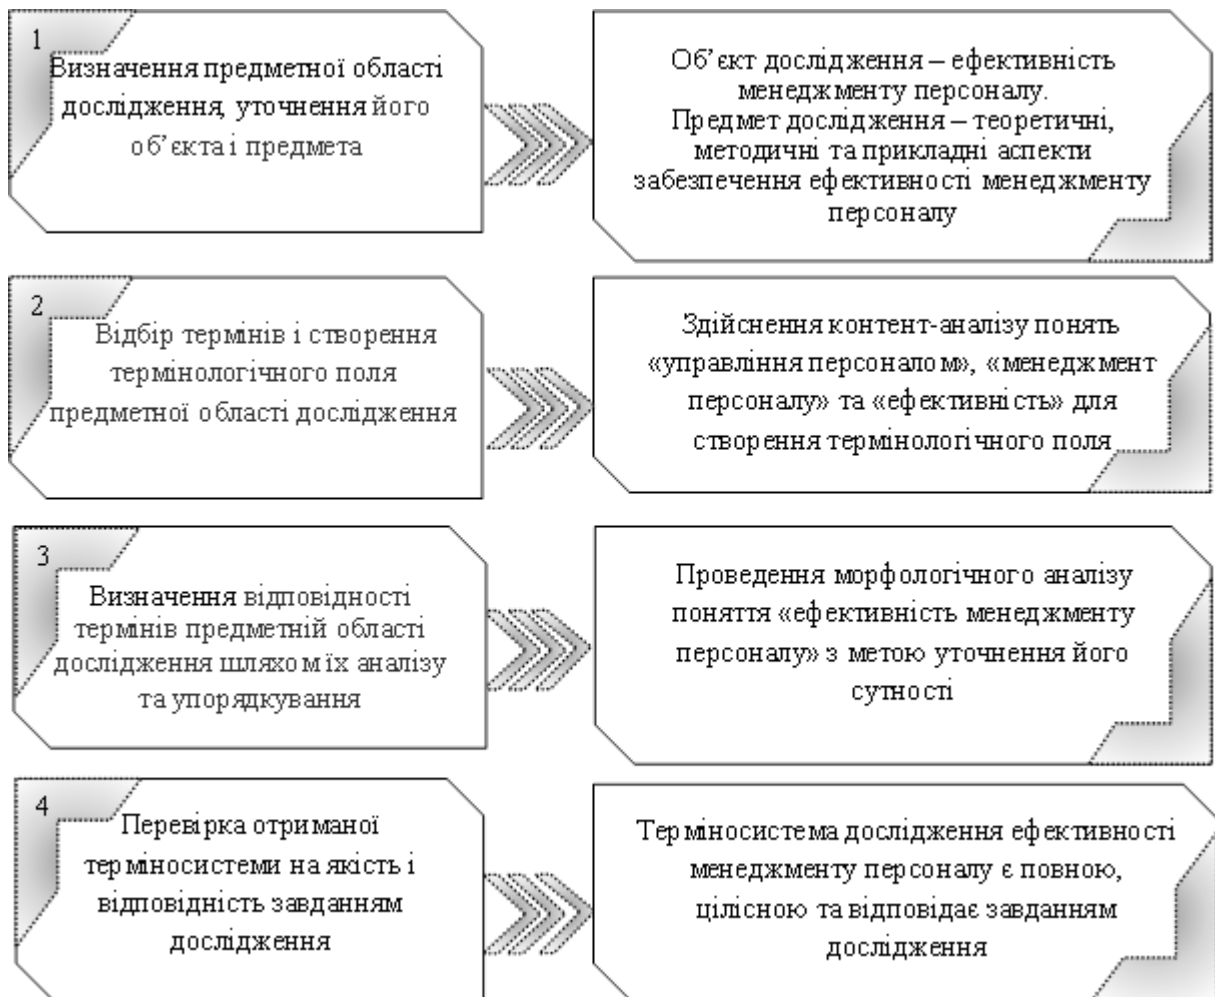 1
Визначення предметної області
дослідження, уточнення його
об’єкта і предмета
Об’єкт дослідження – ефективність
менеджменту персоналу.
Предмет дослідження – теоретичні,
методичні та прикладні аспекти
забезпечення ефективності менеджменту
персоналу
2
Відбір термінів і створення
термінологічного поля
предметної області дослідження
Здійснення контент-аналізу понять
«управління персоналом», «менеджмент
персоналу» та «ефективність» для
створення термінологічного поля
3
Визначення відповідності
термінів предметній області
дослідження шляхом їх аналізу
та упорядкування
Проведення морфологічного аналізу
поняття «ефективність менеджменту
персоналу» з метою уточнення його
сутності
4
Перевірка отриманої
терміносистеми на якість і
відповідність завданням
дослідження
Терміносистема дослідження ефективності
менеджменту персоналу є повною,
цілісною та відповідає завданням
дослідження